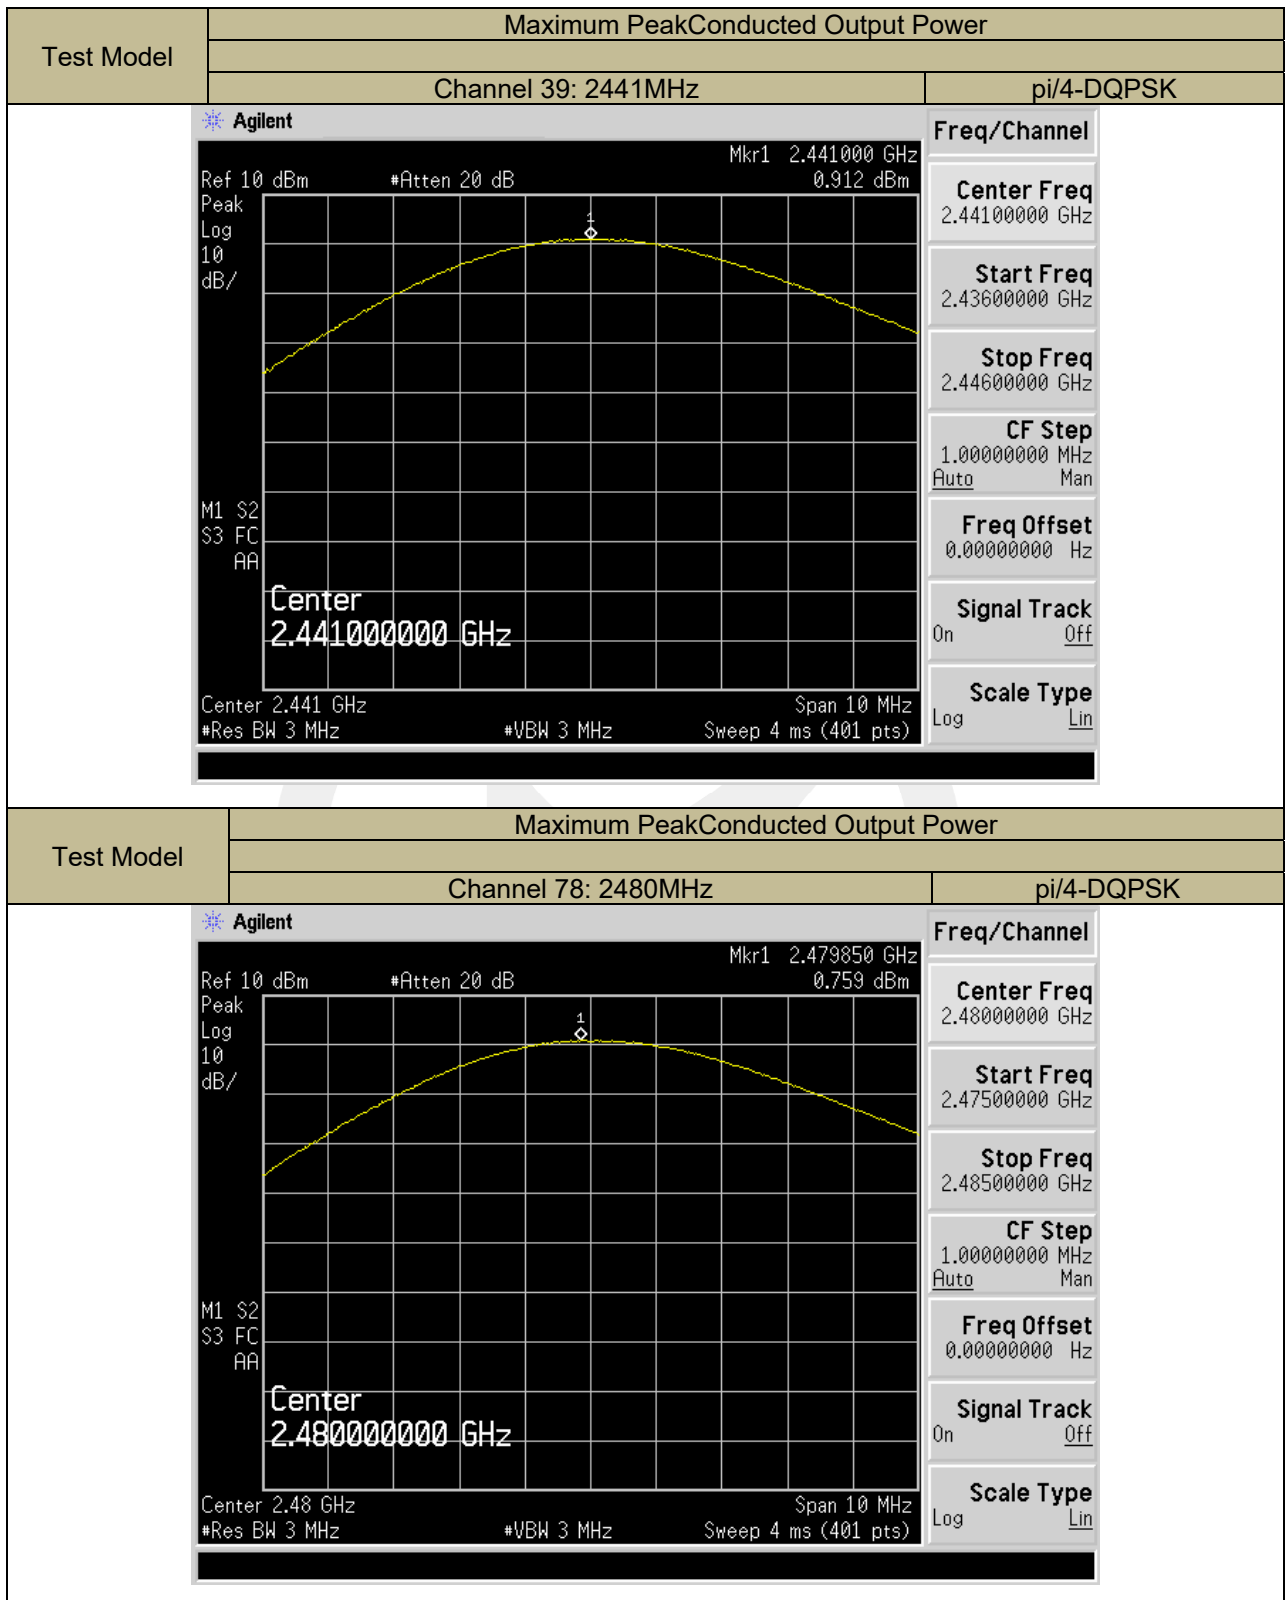 Test Model
Maximum PeakConducted Output Power
Channel 39: 2441MHz
pi/4-DQPSK
Agilent
Freq/Channel
Mkr1 2.441000 GHz
Ref 10 dBm #Atten 20 dB 0.912 dBm
Peak
Log
10
dB/
1
Center Freq
2.44100000 GHz
Start Freq
2.43600000 GHz
Stop Freq
2.44600000 GHz
CF Step
1.00000000 MHz
Auto Man
M1 S2
S3 FC
AA
Freq Offset
0.00000000 Hz
Center
2.441000000 GHz
Signal Track
On Off
Center 2.441 GHz Span 10 MHz
#Res BW 3 MHz #VBW 3 MHz Sweep 4 ms (401 pts)
Scale Type
Log Lin
Test Model
Maximum PeakConducted Output Power
Channel 78: 2480MHz
pi/4-DQPSK
Agilent
Freq/Channel
Mkr1 2.479850 GHz
Ref 10 dBm #Atten 20 dB 0.759 dBm
Peak
Log
10
dB/
1
Center Freq
2.48000000 GHz
Start Freq
2.47500000 GHz
Stop Freq
2.48500000 GHz
CF Step
1.00000000 MHz
Auto Man
M1 S2
S3 FC
AA
Freq Offset
0.00000000 Hz
Center
2.480000000 GHz
Signal Track
On Off
Center 2.48 GHz Span 10 MHz
#Res BW 3 MHz #VBW 3 MHz Sweep 4 ms (401 pts)
Scale Type
Log Lin